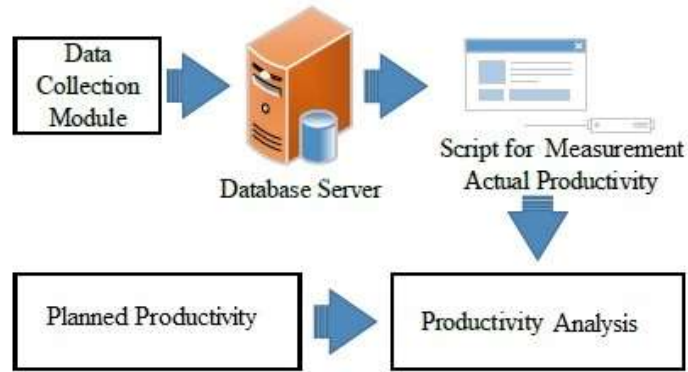 Data
Collection
Module
Database Server
Script for Measurement
Actual Productivity
Planned Productivity
Productivity Analysis